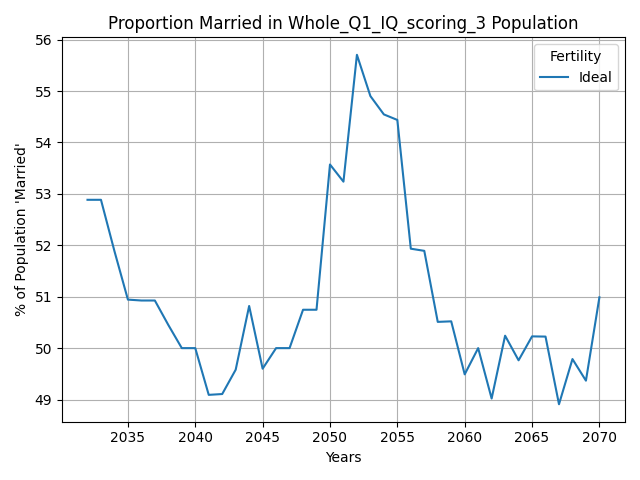 Proportion Married in Whole_Q1_IQ_scoring_3 Population
% of Population 'Married'
56
55
54
53
52
51
50
49
Fertility
Ideal
2035 2040 2045 2050 2055 2060 2065 2070
Years